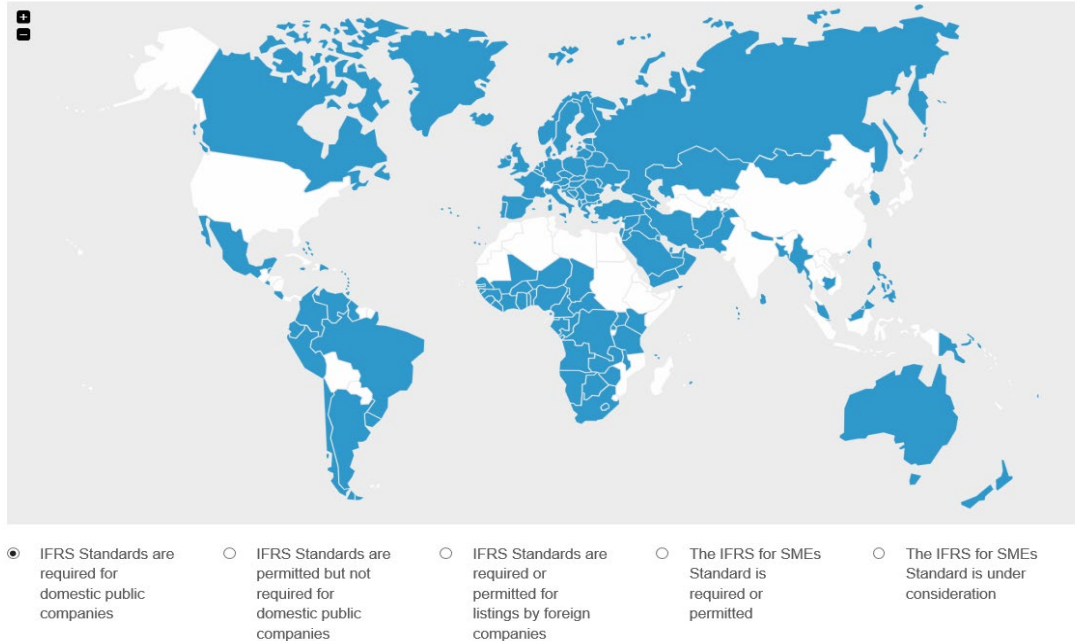 +
−
IFRS Standards are
required for
domestic public
companies
IFRS Standards are
permitted but not
required for
domestic public
companies
IFRS Standards are
required or
permitted for
listings by foreign
companies
The IFRS for SMEs
Standard is
required or
permitted
The IFRS for SMEs
Standard is under
consideration